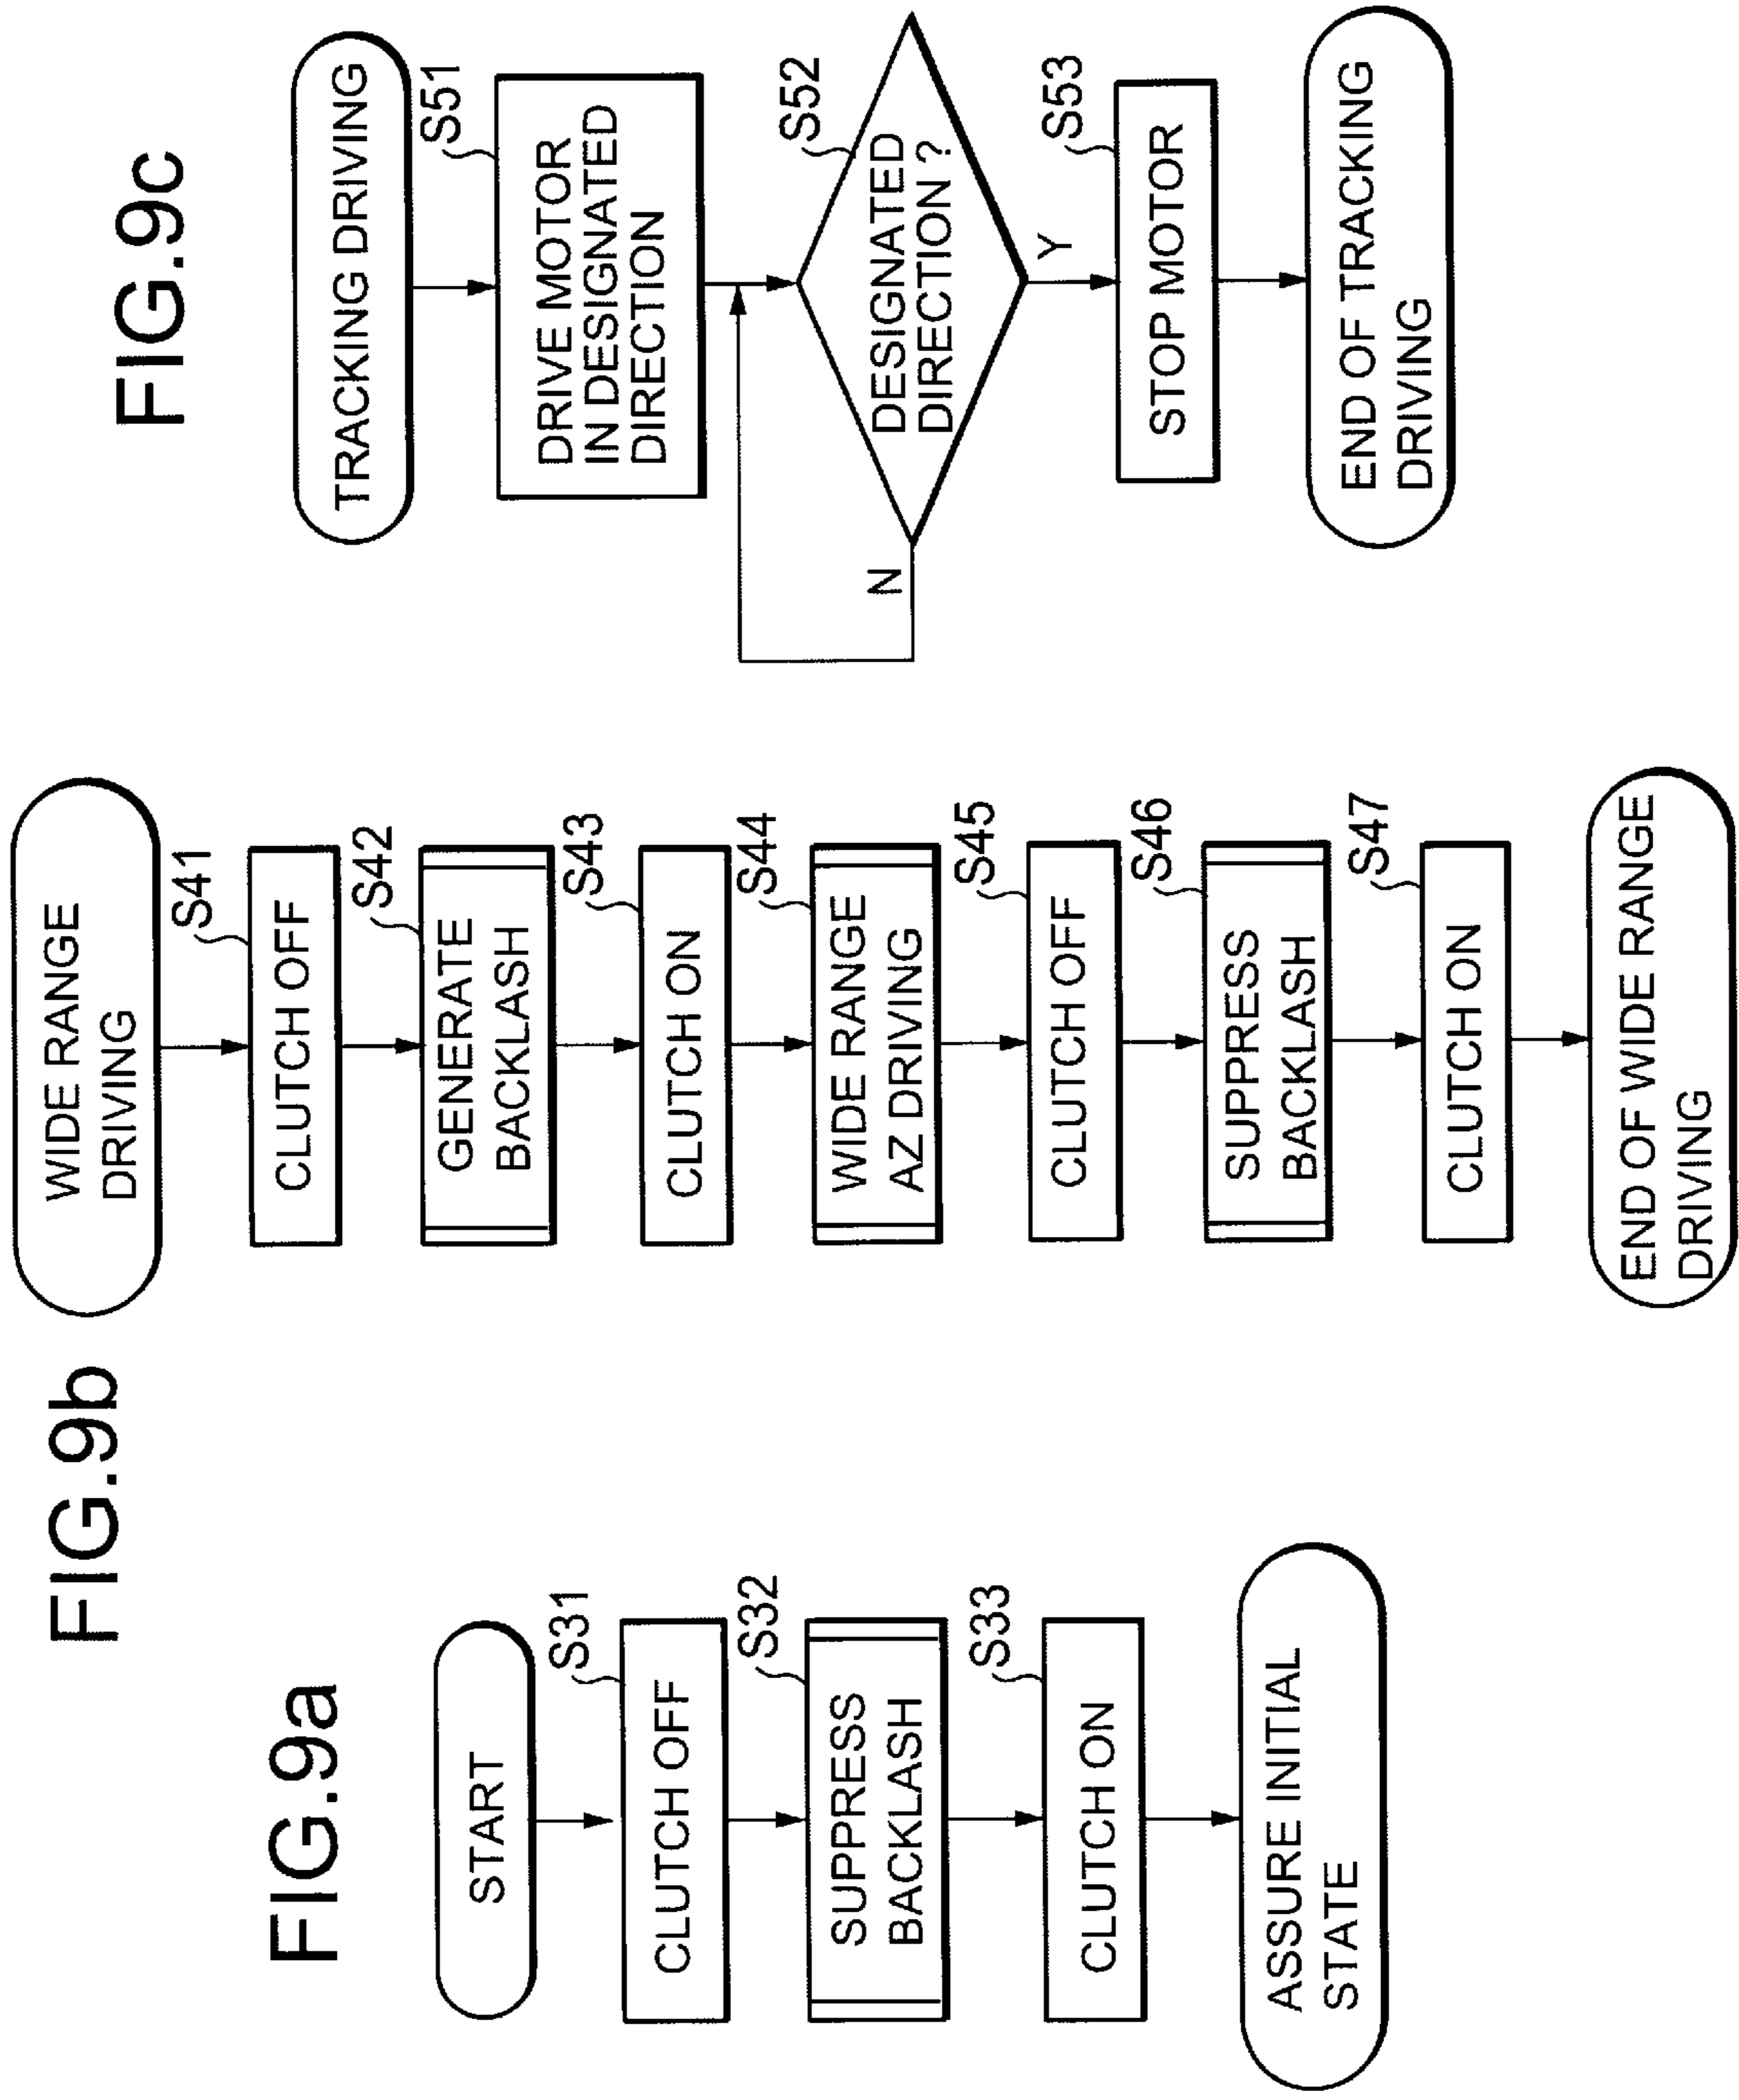 FIG.9a
START
S31
CLUTCH OFF
S32
SUPPRESS
BACKLASH
S33
CLUTCH ON
ASSURE INITIAL
STATE
FIG.9b
WIDE RANGE
DRIVING
S41
CLUTCH OFF
S42
GENERATE
BACKLASH
S43
CLUTCH ON
S44
WIDE RANGE
AZ DRIVING
S45
CLUTCH OFF
S46
SUPPRESS
BACKLASH
S47
CLUTCH ON
END OF WIDE RANGE
DRIVING
FIG.9c
TRACKING DRIVING
S51
DRIVE MOTOR
IN DESIGNATED
DIRECTION
S52
DESIGNATED
DIRECTION ?
N
Y
S53
STOP MOTOR
END OF TRACKING
DRIVING